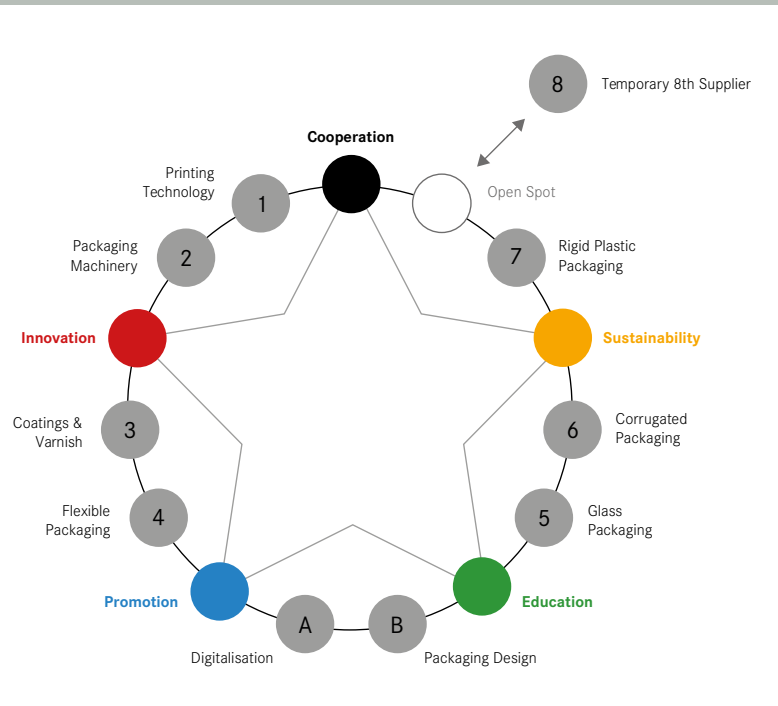 8
Temporary 8th Supplier
Cooperation
Printing
Technology
1
Open Spot
Packaging
Machinery
2
7
Rigid Plastic
Packaging
Innovation
Sustainability
Coatings &
Varnish
3
6
Corrugated
Packaging
Flexible
Packaging
4
5
Glass
Packaging
Promotion
Education
A
B
Digitalisation
Packaging Design